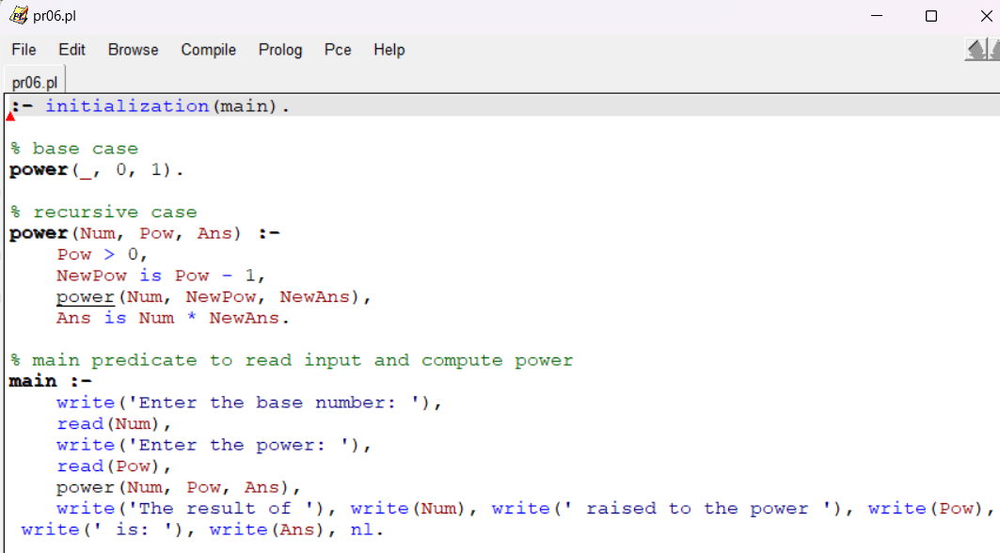 pr06.pl
File Edit Browse Compile Prolog Pce Help
pr06.pl
:- initialization(main).
% base case
power(_, 0, 1).
% recursive case
power(Num, Pow, Ans) :-
    Pow > 0,
    NewPow is Pow - 1,
    power(Num, NewPow, NewAns),
    Ans is Num * NewAns.
% main predicate to read input and compute power
main :-
    write('Enter the base number: '),
    read(Num),
    write('Enter the power: '),
    read(Pow),
    power(Num, Pow, Ans),
    write('The result of '), write(Num), write(' raised to the power '), write(Pow),
 write(' is: '), write(Ans), nl.